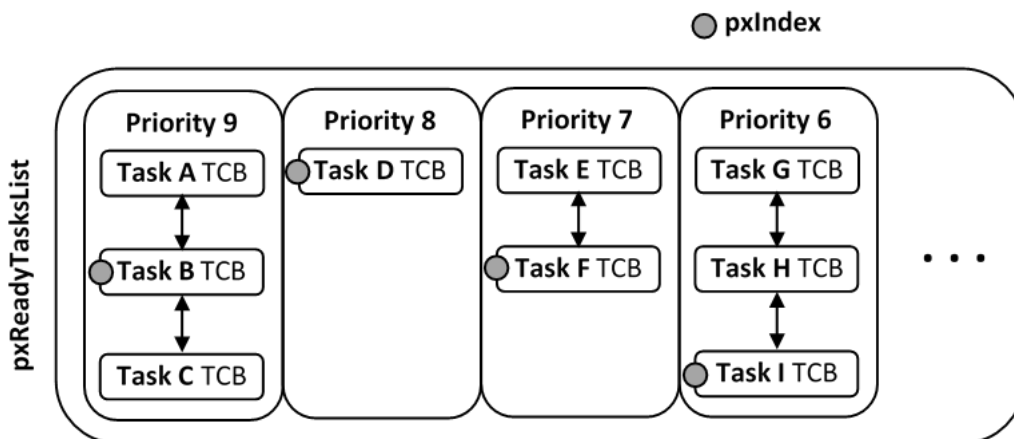 pxIndex
pxReadyTasksList
Priority 9
Task A TCB
Task B TCB
Task C TCB
Priority 8
Task D TCB
Priority 7
Task E TCB
Task F TCB
Priority 6
Task G TCB
Task H TCB
Task I TCB
. . .